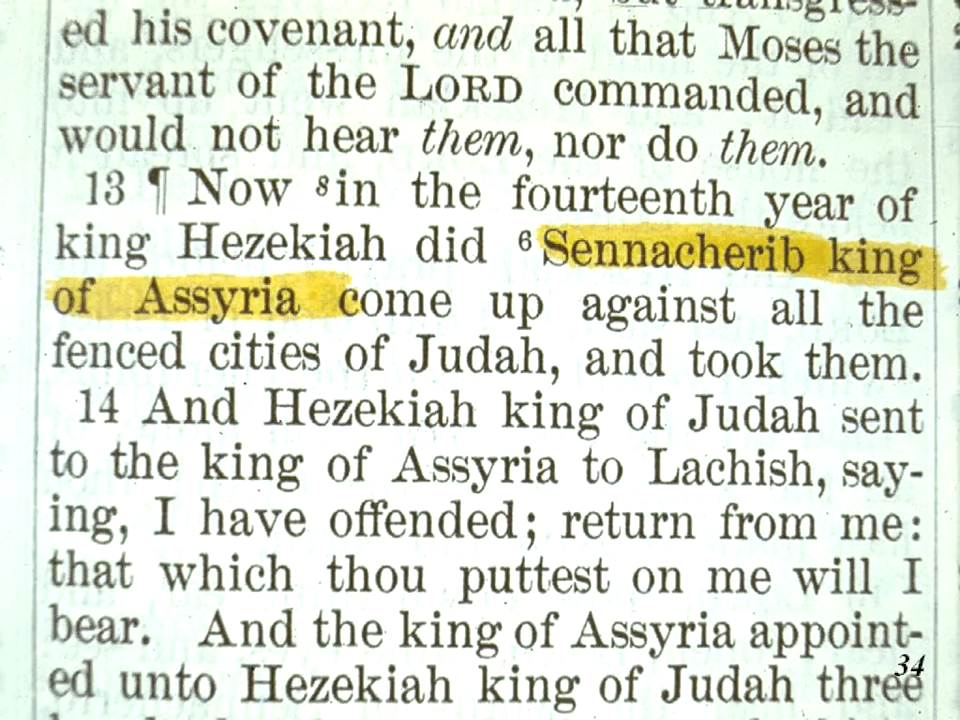 but transgress-
ed his covenant, and all that Moses the
servant of the LORD commanded, and
would not hear them, nor do them.
13 ¶ Now ⁸in the fourteenth year of
king Hezekiah did ⁶Sennacherib king
of Assyria come up against all the
fenced cities of Judah, and took them.
14 And Hezekiah king of Judah sent
to the king of Assyria to Lachish, say-
ing, I have offended; return from me:
that which thou puttest on me will I
bear. And the king of Assyria appoint-
ed unto Hezekiah king of Judah three
34